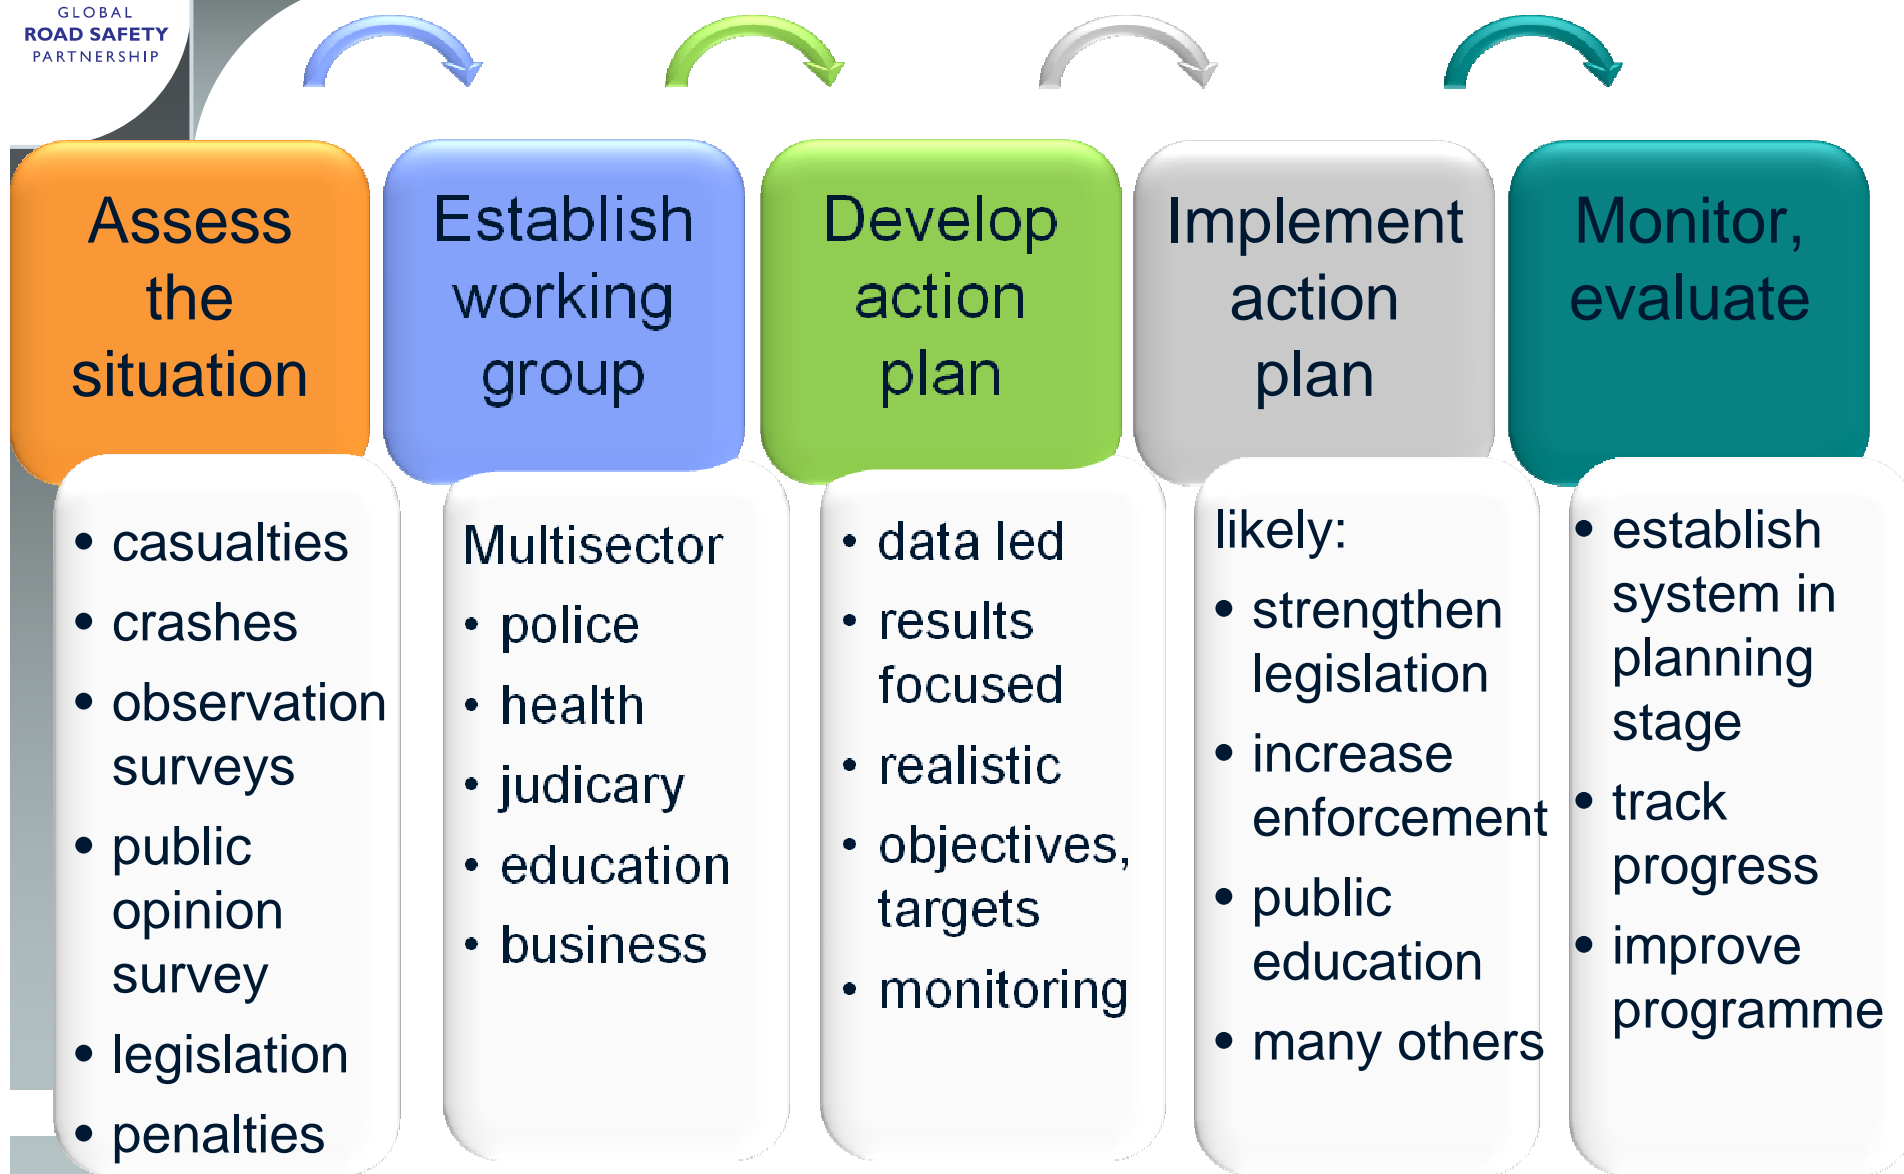 GLOBAL
ROAD SAFETY
PARTNERSHIP
Assess
the
situation
• casualties
• crashes
• observation
surveys
• public
opinion
survey
• legislation
• penalties
Establish
working
group
Multisector
• police
• health
• judicary
• education
• business
Develop
action
plan
• data led
• results
focused
• realistic
• objectives,
targets
• monitoring
Implement
action
plan
likely:
• strengthen
legislation
• increase
enforcement
• public
education
• many others
Monitor,
evaluate
• establish
system in
planning
stage
• track
progress
• improve
programme